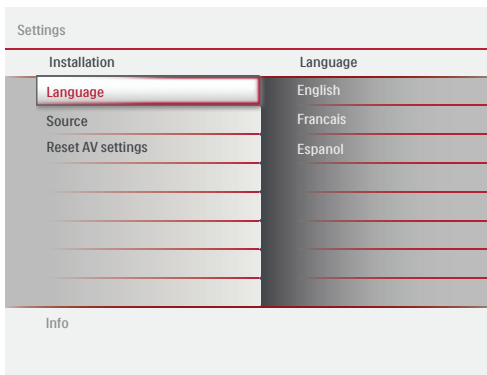 Settings
Installation
Language
Language
English
Source
Francais
Reset AV settings
Espanol
Info